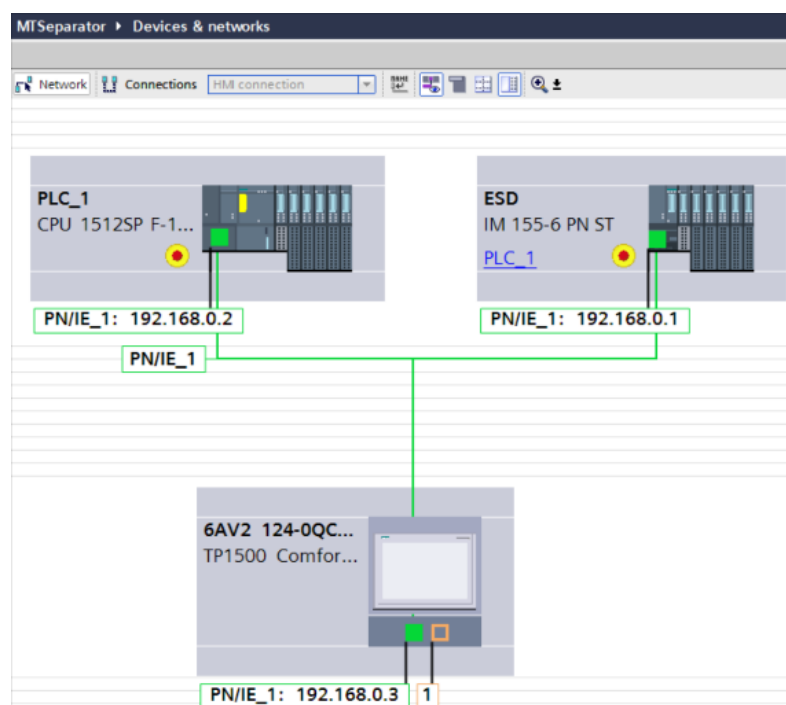 MTSeparator ▸ Devices & networks
Network Connections HMI connection
PLC_1
CPU 1512SP F-1...
ESD
IM 155-6 PN ST
PLC_1
PN/IE_1: 192.168.0.2
PN/IE_1: 192.168.0.1
PN/IE_1
6AV2 124-0QC...
TP1500 Comfor...
PN/IE_1: 192.168.0.3
1